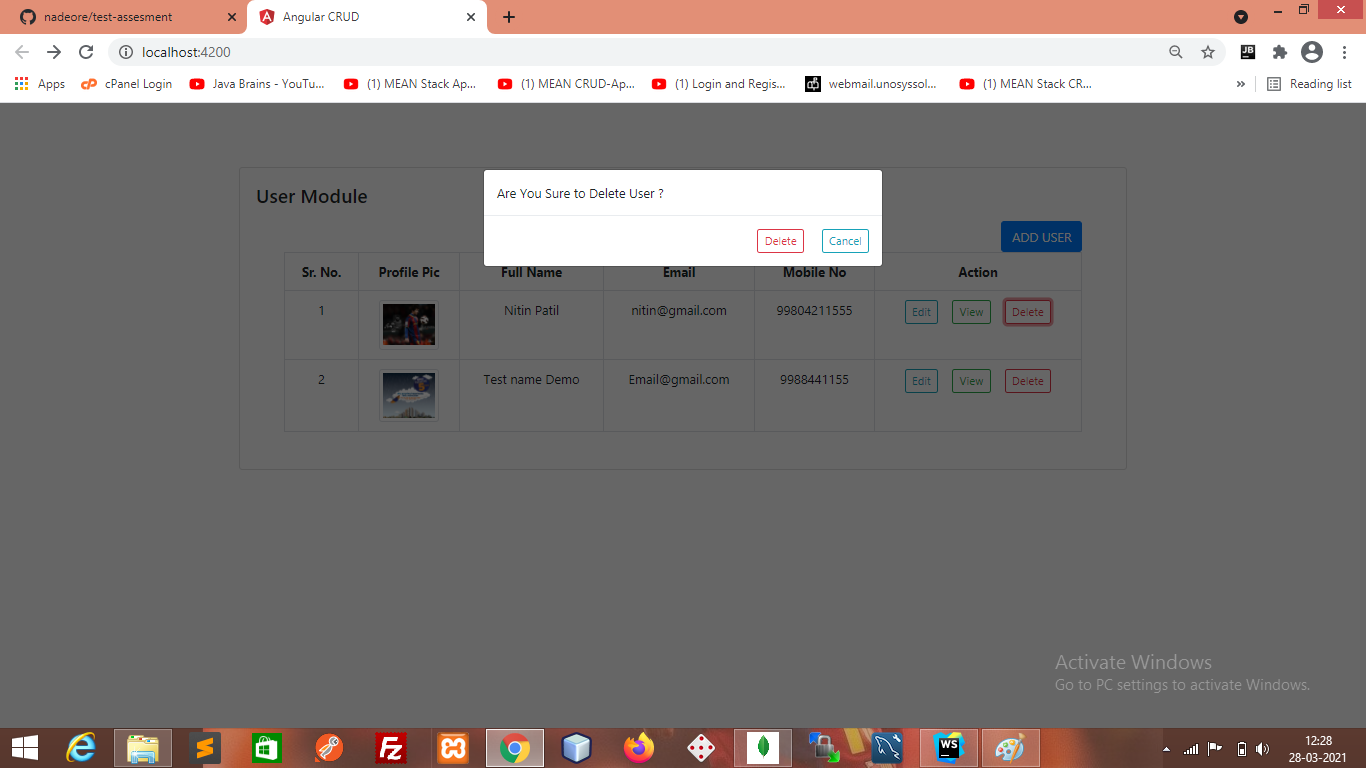 nadeore/test-assesment
Angular CRUD
localhost:4200
Apps
cPanel Login
Java Brains - YouTu...
(1) MEAN Stack Ap...
(1) MEAN CRUD-Ap...
(1) Login and Regis...
webmail.unosyssol...
(1) MEAN Stack CR...
»
Reading list
User Module
Are You Sure to Delete User ?
Delete Cancel
ADD USER
Sr. No. Profile Pic Full Name Email Mobile No Action
1 Nitin Patil nitin@gmail.com 99804211555 Edit View Delete
2 Test name Demo Email@gmail.com 9988441155 Edit View Delete
Activate Windows
Go to PC settings to activate Windows.
12:28
28-03-2021